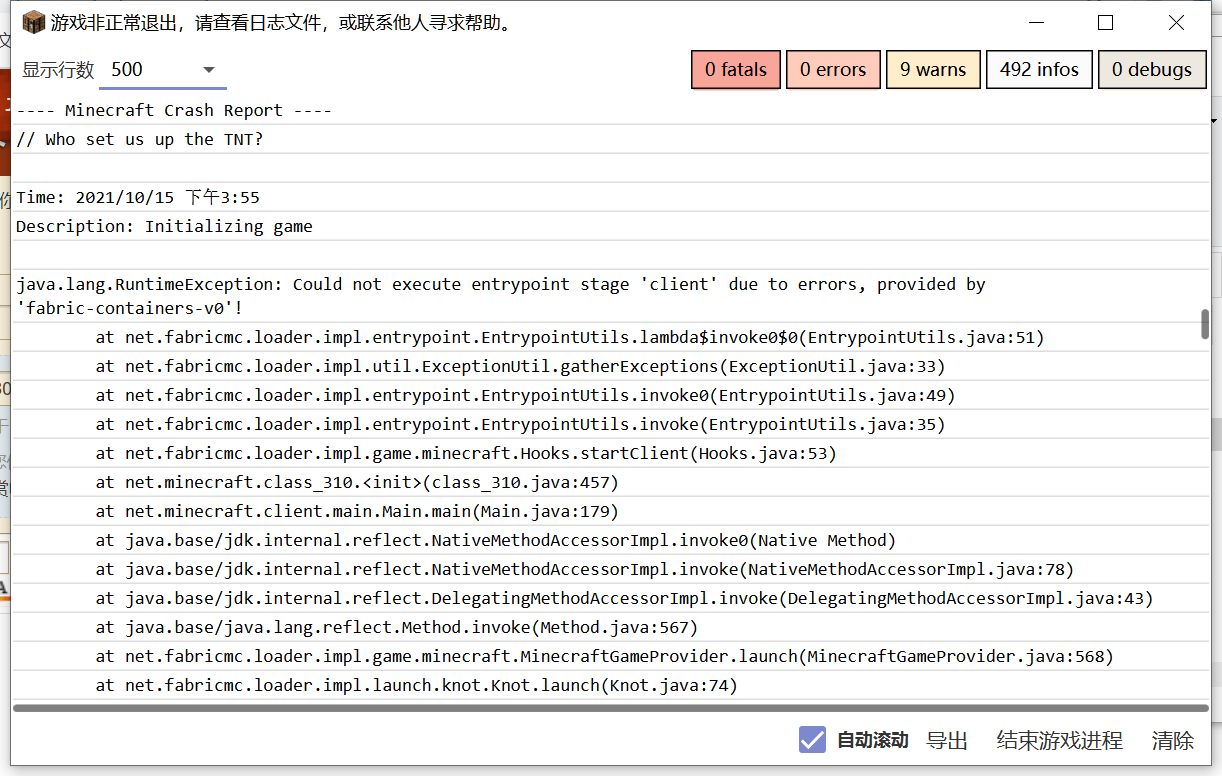 游戏非正常退出，请查看日志文件，或联系他人寻求帮助。
显示行数 500 0 fatals 0 errors 9 warns 492 infos 0 debugs
---- Minecraft Crash Report ----
// Who set us up the TNT?
Time: 2021/10/15 下午3:55
Description: Initializing game
java.lang.RuntimeException: Could not execute entrypoint stage 'client' due to errors, provided by
'fabric-containers-v0'!
at net.fabricmc.loader.impl.entrypoint.EntrypointUtils.lambda$invoke0$0(EntrypointUtils.java:51)
at net.fabricmc.loader.impl.util.ExceptionUtil.gatherExceptions(ExceptionUtil.java:33)
at net.fabricmc.loader.impl.entrypoint.EntrypointUtils.invoke0(EntrypointUtils.java:49)
at net.fabricmc.loader.impl.entrypoint.EntrypointUtils.invoke(EntrypointUtils.java:35)
at net.fabricmc.loader.impl.game.minecraft.Hooks.startClient(Hooks.java:53)
at net.minecraft.class_310.<init>(class_310.java:457)
at net.minecraft.client.main.Main.main(Main.java:179)
at java.base/jdk.internal.reflect.NativeMethodAccessorImpl.invoke0(Native Method)
at java.base/jdk.internal.reflect.NativeMethodAccessorImpl.invoke(NativeMethodAccessorImpl.java:78)
at java.base/jdk.internal.reflect.DelegatingMethodAccessorImpl.invoke(DelegatingMethodAccessorImpl.java:43)
at java.base/java.lang.reflect.Method.invoke(Method.java:567)
at net.fabricmc.loader.impl.game.minecraft.MinecraftGameProvider.launch(MinecraftGameProvider.java:568)
at net.fabricmc.loader.impl.launch.knot.Knot.launch(Knot.java:74)
自动滚动 导出 结束游戏进程 清除